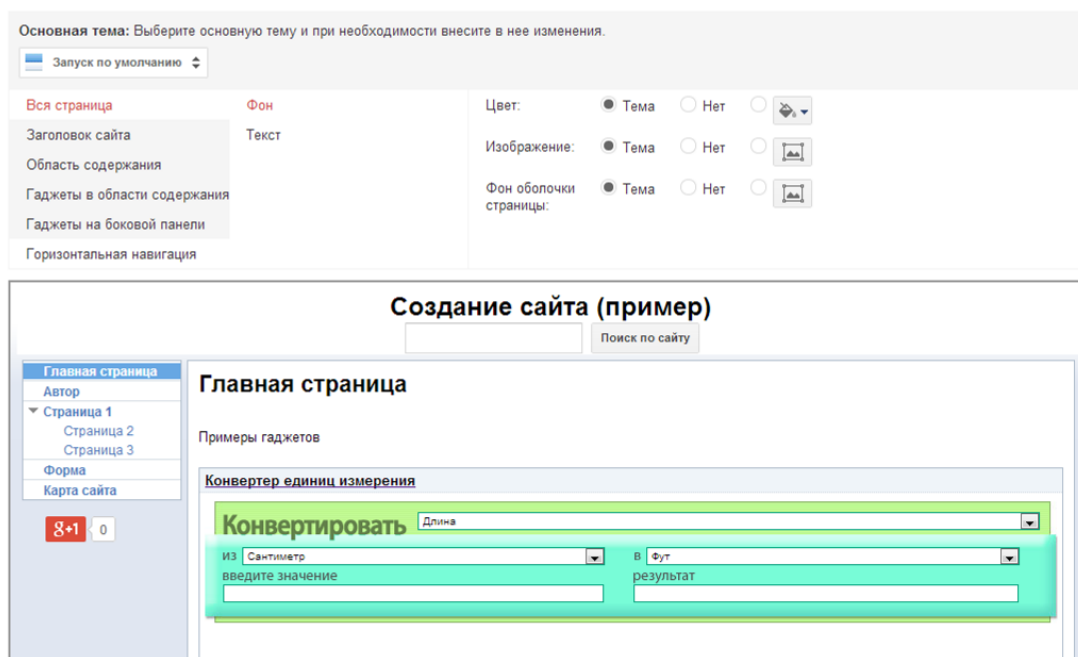 Основная тема: Выберите основную тему и при необходимости внесите в нее изменения.
Запуск по умолчанию
Вся страница
Заголовок сайта
Область содержания
Гаджеты в области содержания
Гаджеты на боковой панели
Горизонтальная навигация
Фон
Текст
Цвет: Тема Нет
Изображение: Тема Нет
Фон оболочки Тема Нет
страницы:
Создание сайта (пример)
Поиск по сайту
Главная страница
Автор
Страница 1
Страница 2
Страница 3
Форма
Карта сайта
g+1 0
Главная страница
Примеры гаджетов
Конвертер единиц измерения
Конвертировать Длина
из Сантиметр в Фут
введите значение результат